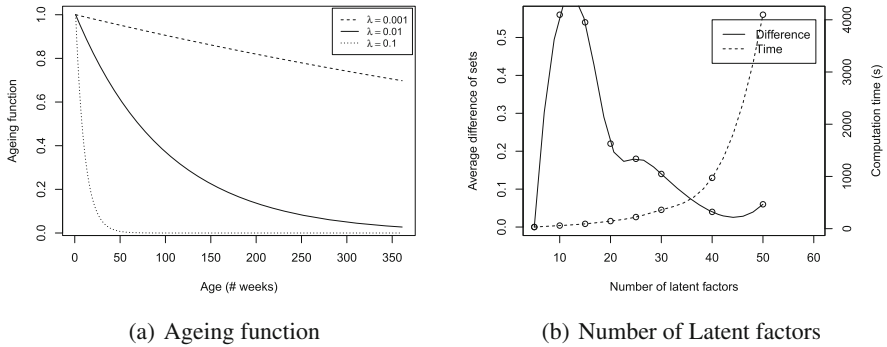 λ = 0.001
λ = 0.01
λ = 0.1
Ageing function
1.0
0.8
0.6
0.4
0.2
0.0
0 50 100 150 200 250 300 350
Age (# weeks)
(a) Ageing function
Difference
Time
Average difference of sets
0.5
0.4
0.3
0.2
0.1
0.0
Computation time (s)
4000
3000
2000
1000
0
10 20 30 40 50 60
Number of latent factors
(b) Number of Latent factors